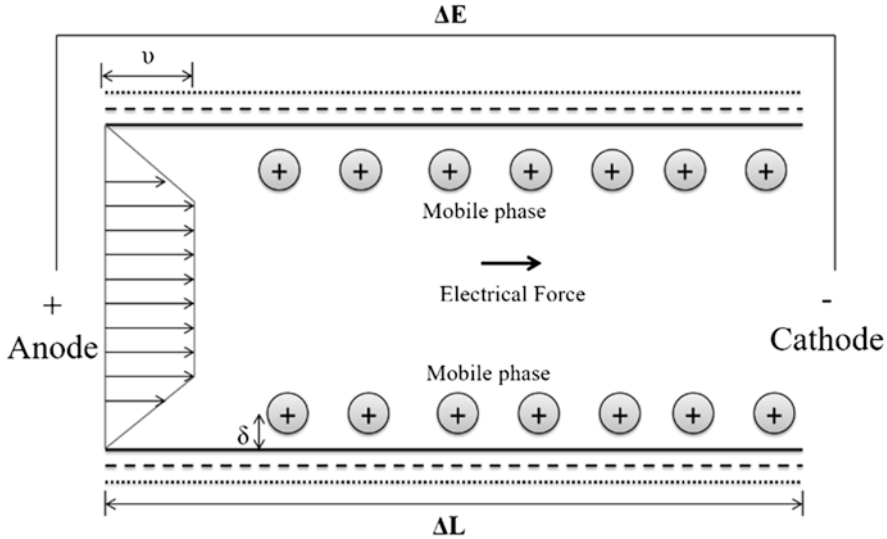 ΔE
υ
+ + + + + + +
Mobile phase
Electrical Force
+
Anode
-
Cathode
Mobile phase
δ
+ + + + + + +
ΔL